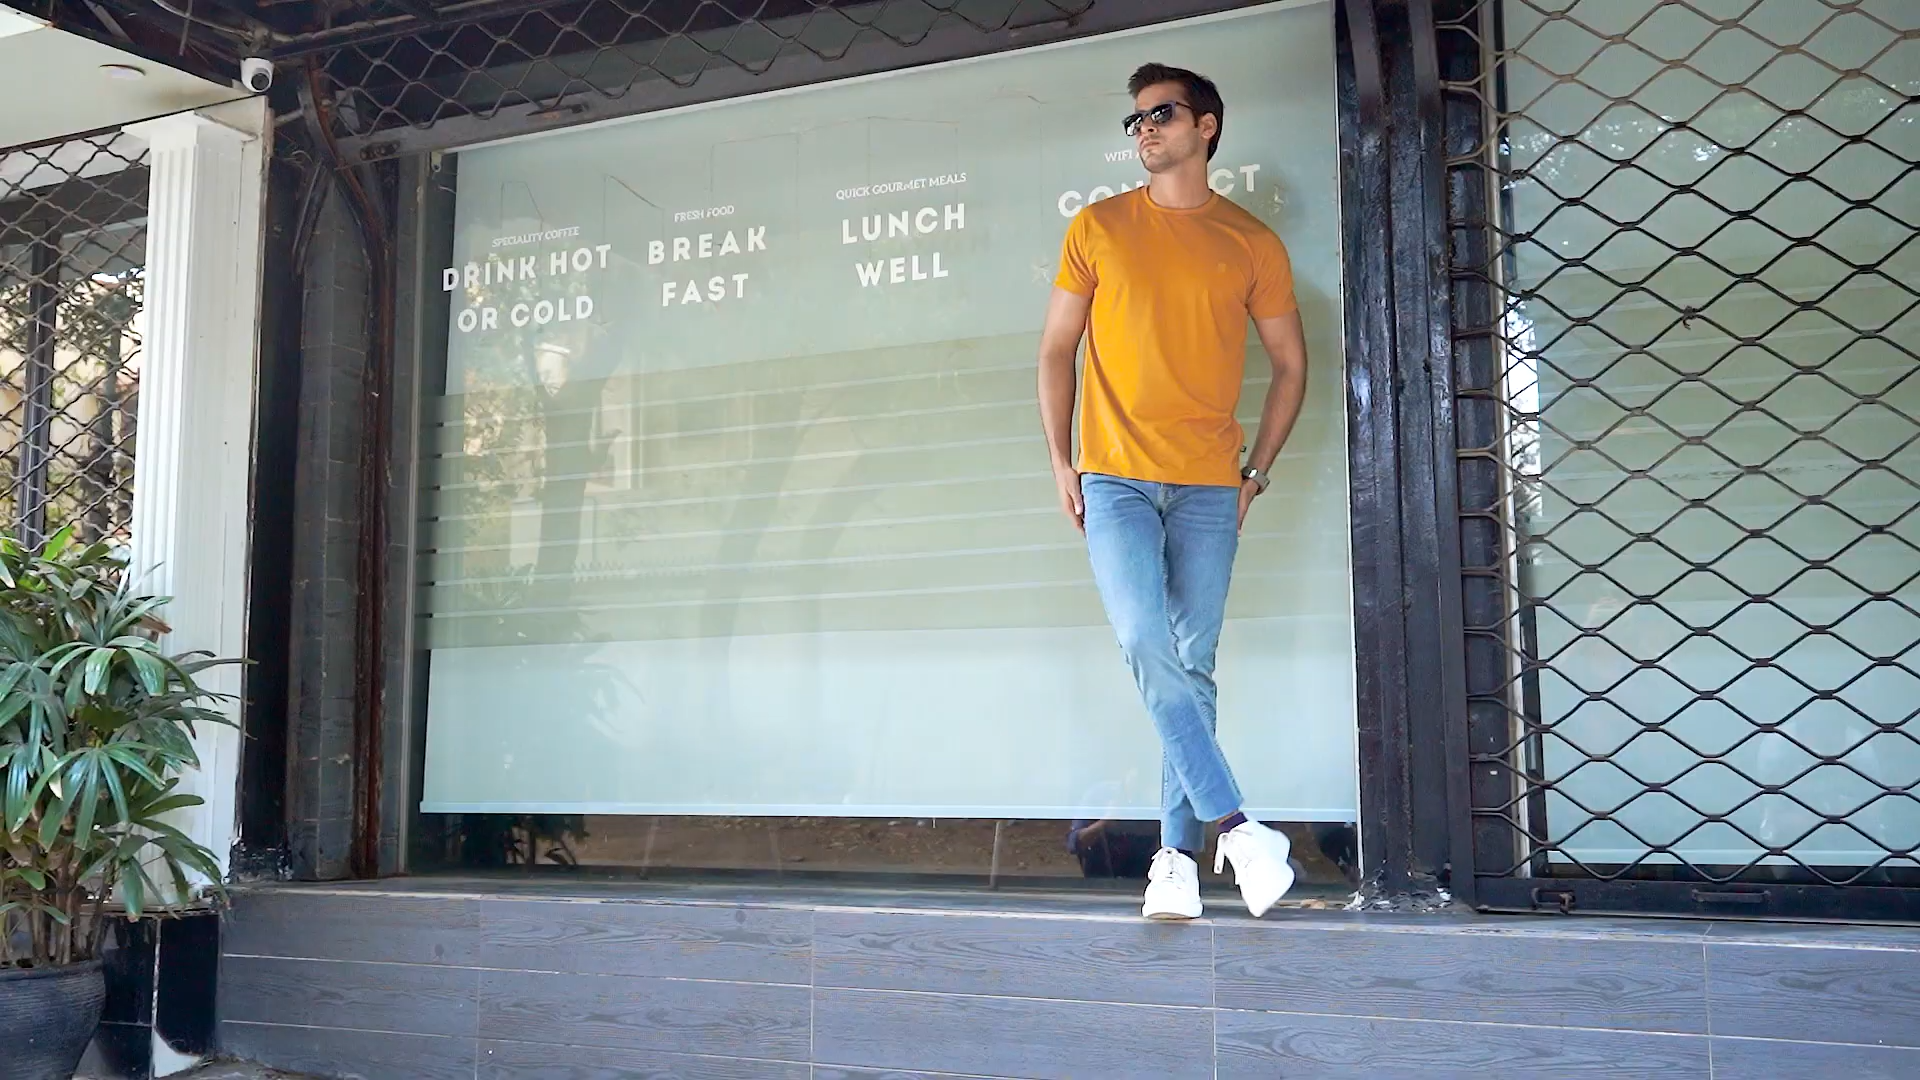 SPECIALITY COFFEE
DRINK HOT
OR COLD
FRESH FOOD
BREAK
FAST
QUICK GOURMET MEALS
LUNCH
WELL
WIFI